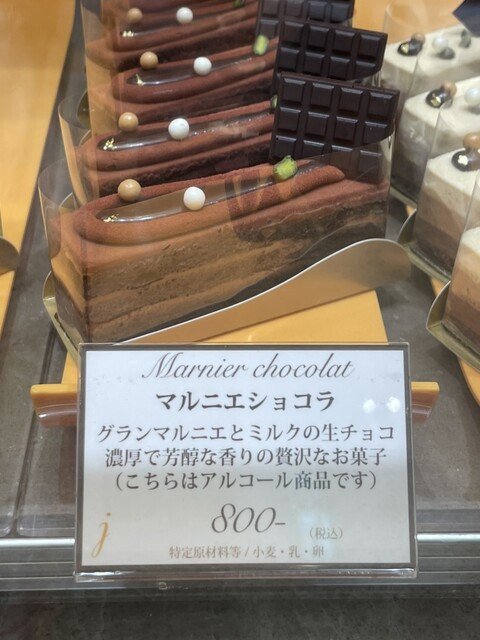 Marnier chocolat
マルニエショコラ
グランマルニエとミルクの生チョコ
濃厚で芳醇な香りの贅沢なお菓子
（こちらはアルコール商品です）
800-
（税込）
j
特定原材料等 / 小麦・乳・卵